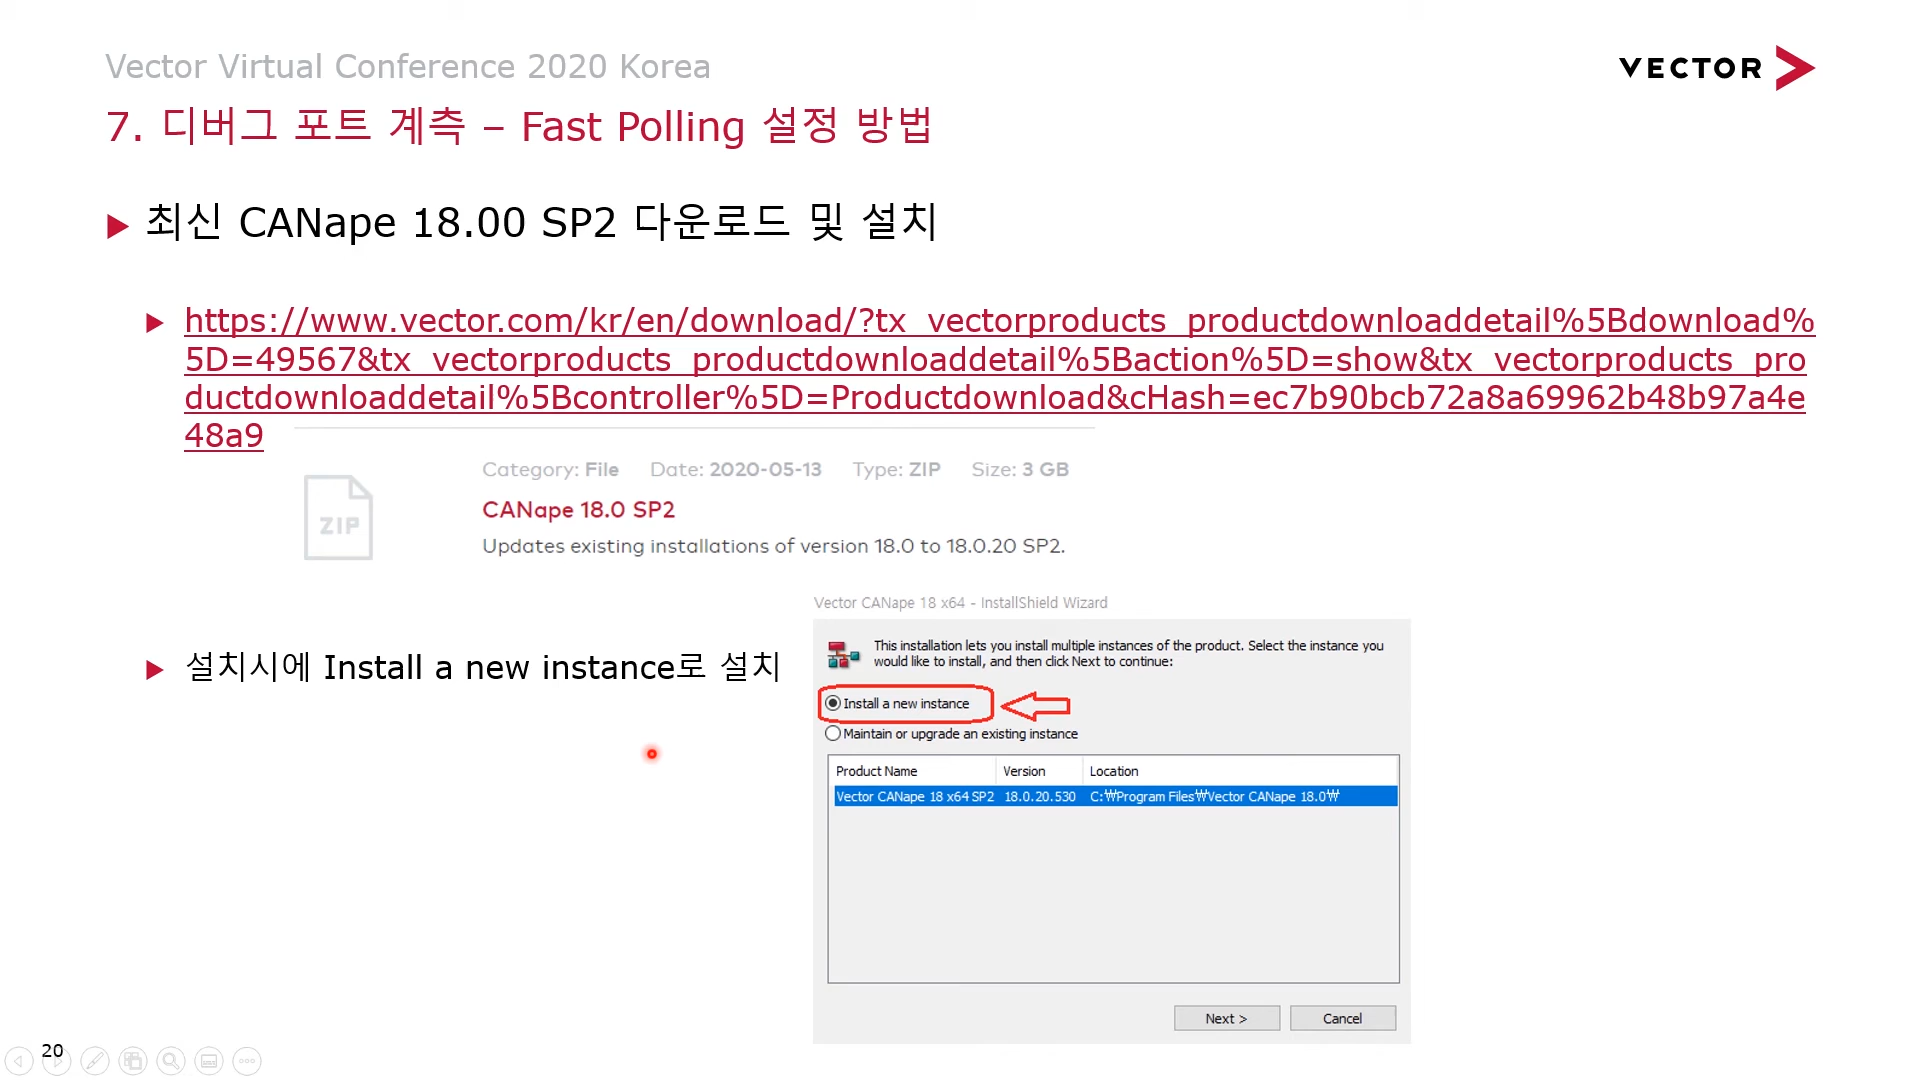 Vector Virtual Conference 2020 Korea
VECTOR
7. 디버그 포트 계측 – Fast Polling 설정 방법
최신 CANape 18.00 SP2 다운로드 및 설치
https://www.vector.com/kr/en/download/?tx_vectorproducts_productdownloaddetail%5Bdownload%
5D=49567&tx_vectorproducts_productdownloaddetail%5Baction%5D=show&tx_vectorproducts_pro
ductdownloaddetail%5Bcontroller%5D=Productdownload&cHash=ec7b90bcb72a8a69962b48b97a4e
48a9
Category: File Date: 2020-05-13 Type: ZIP Size: 3 GB
ZIP
CANape 18.0 SP2
Updates existing installations of version 18.0 to 18.0.20 SP2.
설치시에 Install a new instance로 설치
Vector CANape 18 x64 - InstallShield Wizard
This installation lets you install multiple instances of the product. Select the instance you
would like to install, and then click Next to continue:
Install a new instance
Maintain or upgrade an existing instance
Product Name Version Location
Vector CANape 18 x64 SP2 18.0.20.530 C:₩Program Files₩Vector CANape 18.0₩
Next > Cancel
20